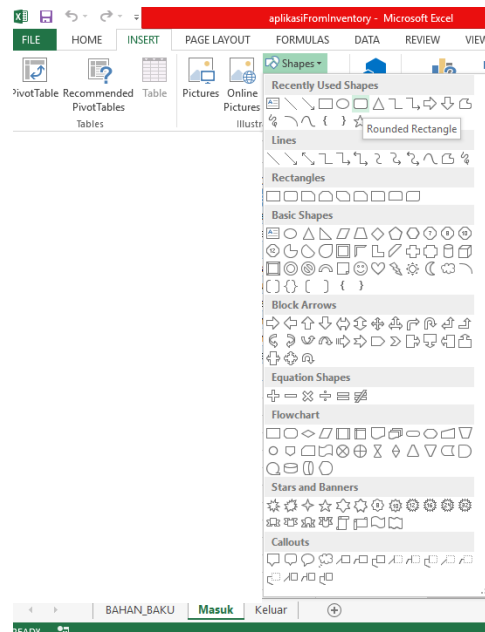 aplikasiFromInventory - Microsoft Excel
FILE HOME INSERT PAGE LAYOUT FORMULAS DATA REVIEW VIEW
PivotTable Recommended PivotTables Table Pictures Online Pictures Shapes
Tables
Recently Used Shapes
Rounded Rectangle
Lines
Rectangles
Basic Shapes
Block Arrows
Equation Shapes
Flowchart
Stars and Banners
Callouts
BAHAN_BAKU Masuk Keluar